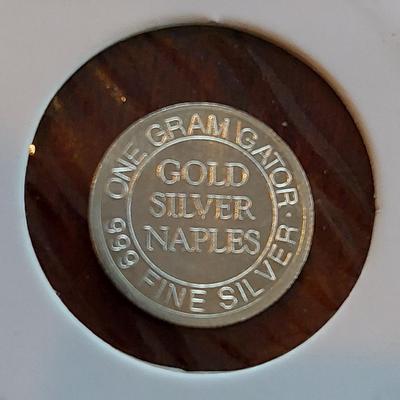 ONE GRAM GATOR ·
999 FINE SILVER ·
GOLD
SILVER
NAPLES